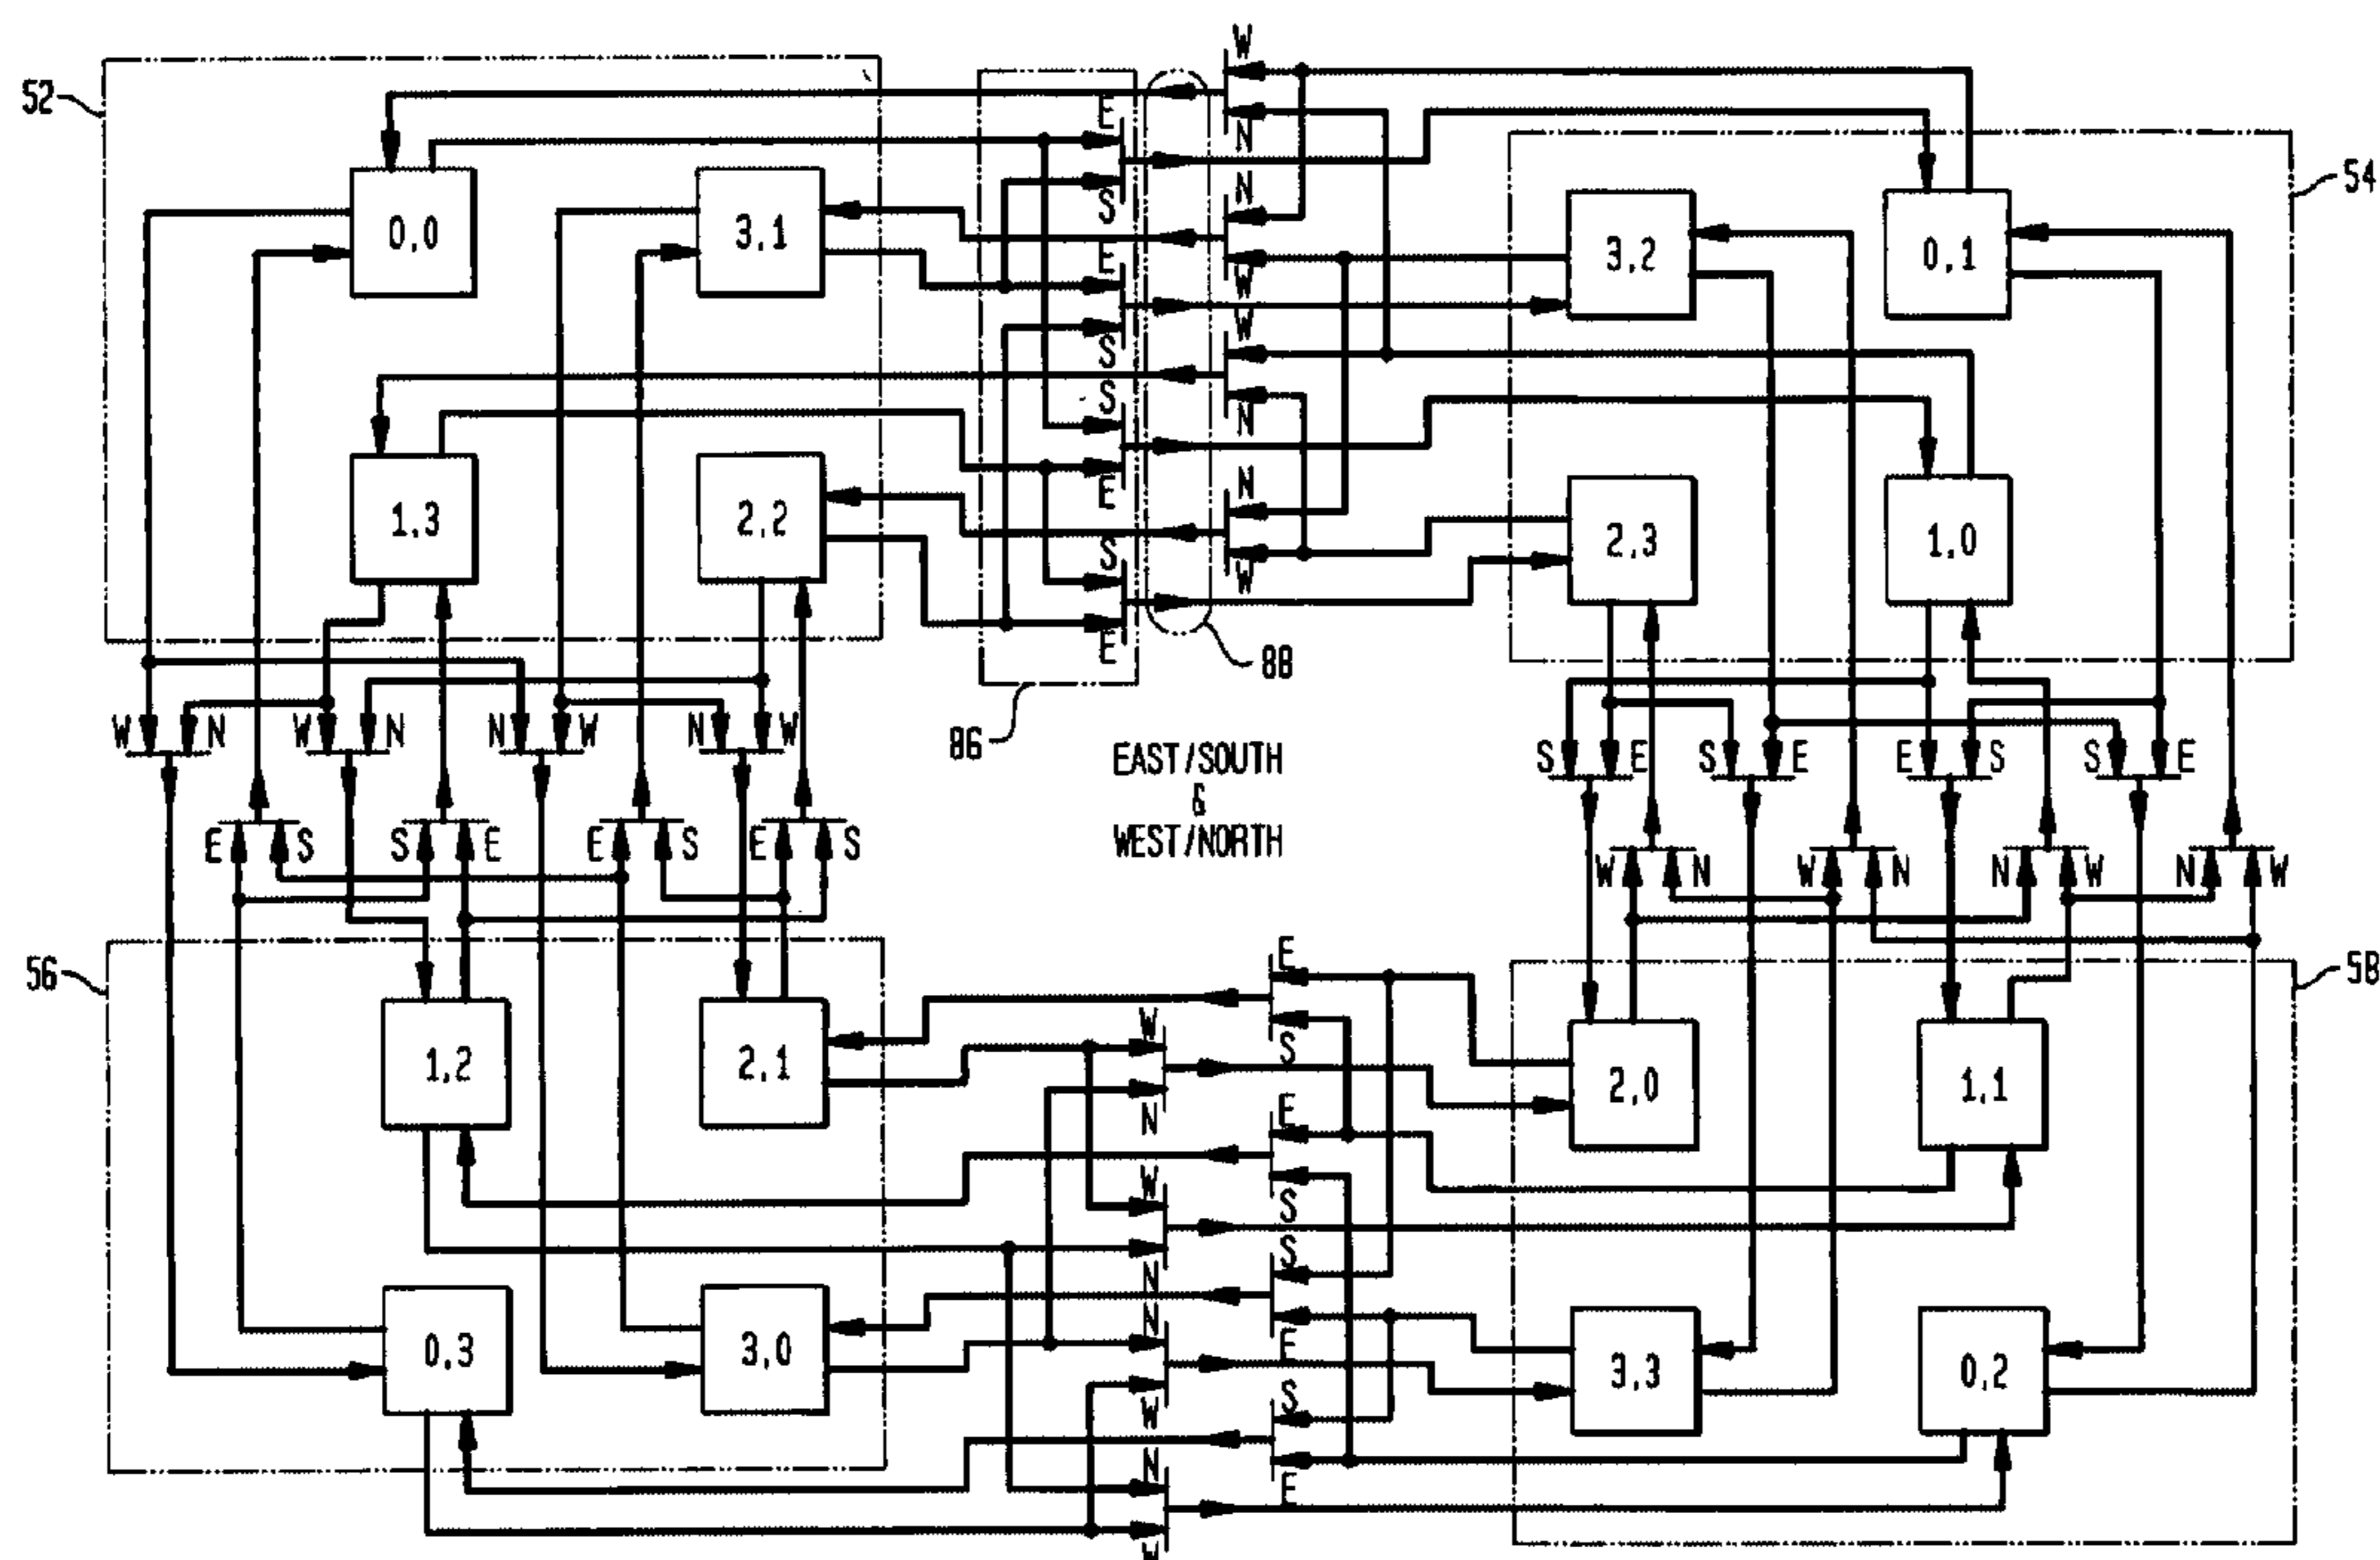 W
52
E
N
54
S
N
0,0
3,1
3,2
0,1
E
W
W
S
S
N
N
1,3
2,2
E
2,3
1,0
S
W
88
E
W N W N N W N W
86
EAST/SOUTH
&
WEST/NORTH
S E S E E S S E
E S S E E S E S
W N W N N W N W
56
E
58
W
S
1,2
2,1
2,0
1,1
E
N
W
S
S
N
N
E
0,3
3,0
3,3
0,2
S
W
N
E
W